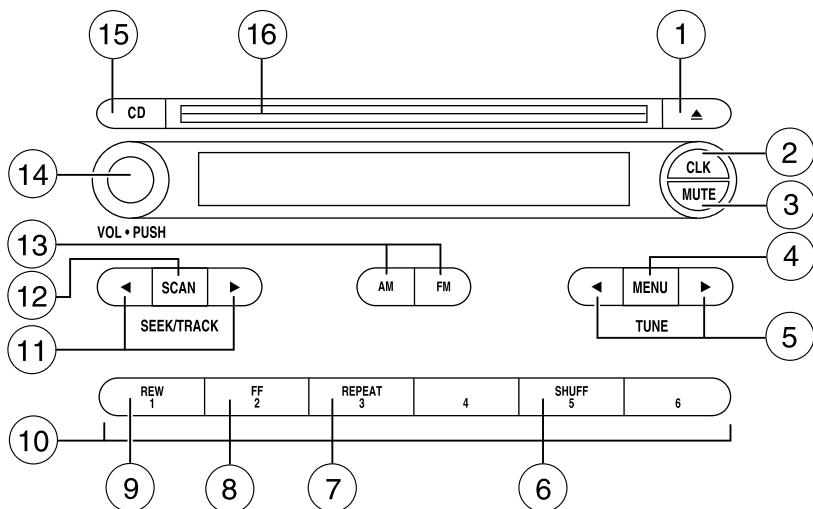 15 16 1
CD
2
CLK
14
MUTE 3
VOL • PUSH
13 4
12 SCAN AM FM MENU
SEEK/TRACK TUNE
11 5
REW FF REPEAT SHUFF
1 2 3 4 5 6
10
9 8 7 6